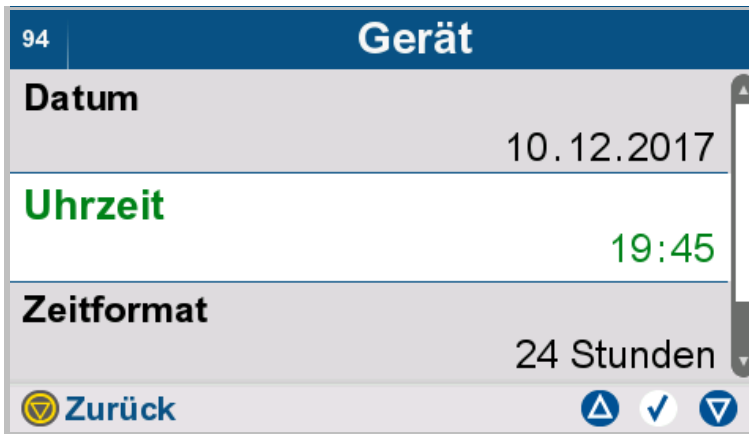 94 Gerät
Datum
10.12.2017
Uhrzeit
19:45
Zeitformat
24 Stunden
Zurück